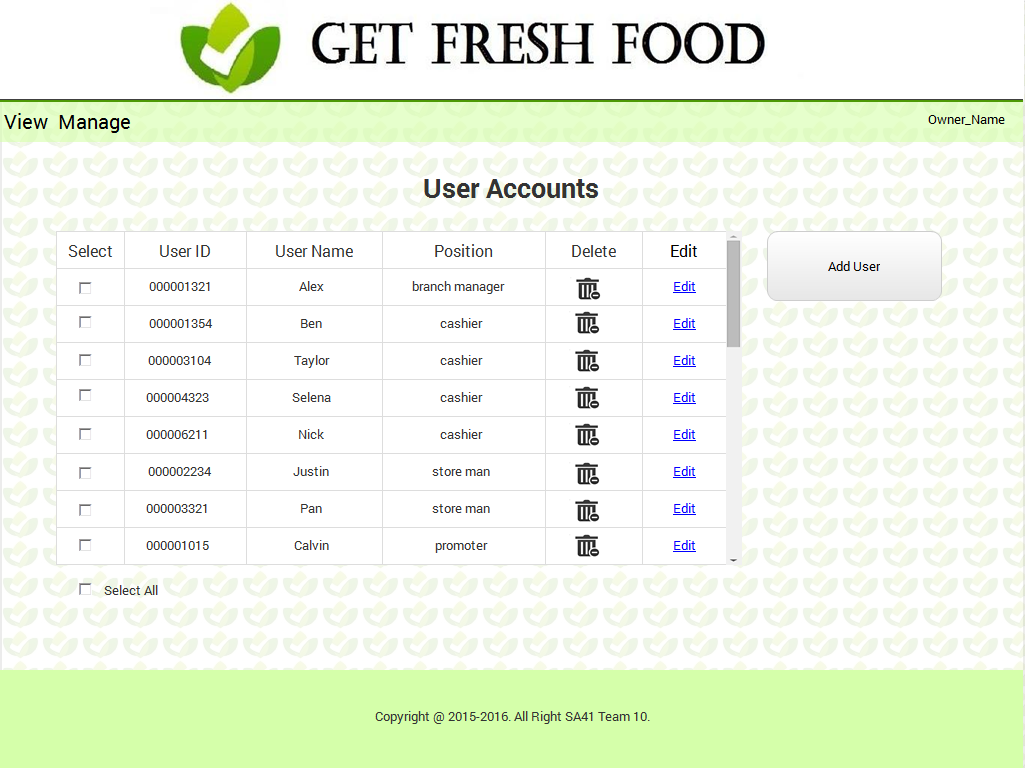 GET FRESH FOOD
View Manage Owner_Name
User Accounts
Select User ID User Name Position Delete Edit
Add User
000001321 Alex branch manager Edit
000001354 Ben cashier Edit
000003104 Taylor cashier Edit
000004323 Selena cashier Edit
000006211 Nick cashier Edit
000002234 Justin store man Edit
000003321 Pan store man Edit
000001015 Calvin promoter Edit
Select All
Copyright @ 2015-2016. All Right SA41 Team 10.